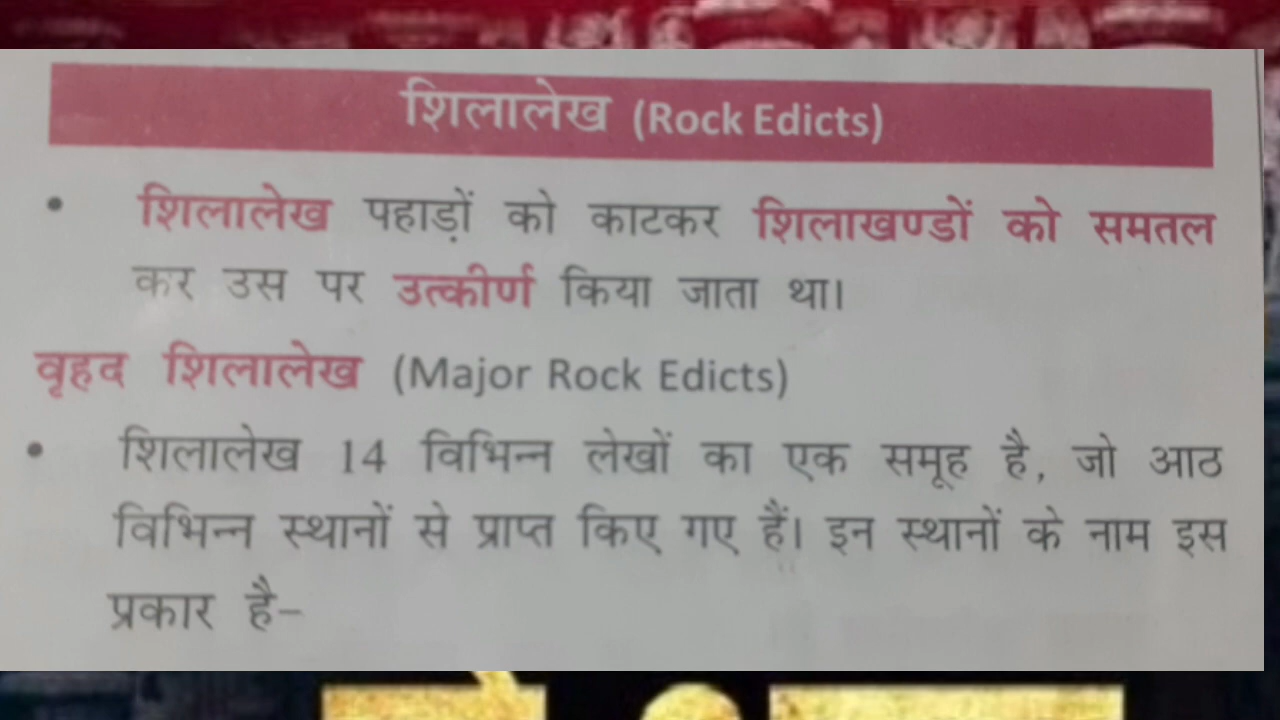 शिलालेख (Rock Edicts)
• शिलालेख पहाड़ों को काटकर शिलाखण्डों को समतल
कर उस पर उत्कीर्ण किया जाता था।
वृहद शिलालेख (Major Rock Edicts)
• शिलालेख 14 विभिन्न लेखों का एक समूह है, जो आठ
विभिन्न स्थानों से प्राप्त किए गए हैं। इन स्थानों के नाम इस
प्रकार है–